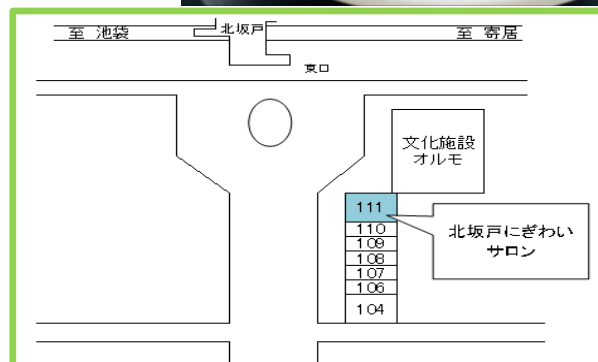 至 池袋
北坂戸
至 寄居
東口
文化施設
オルモ
111
110
109
108
107
106
104
北坂戸にぎわい
サロン